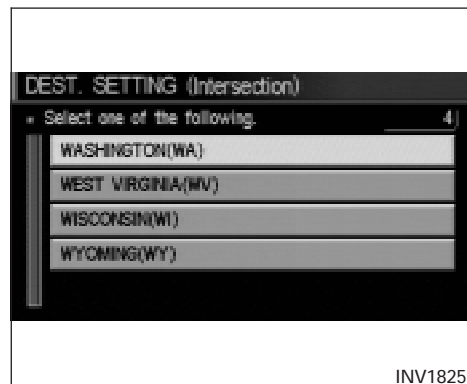 DEST. SETTING (Intersection)
Select one of the following. 4
WASHINGTON(WA)
WEST VIRGINIA(WV)
WISCONSIN(WI)
WYOMING(WY)
INV1825